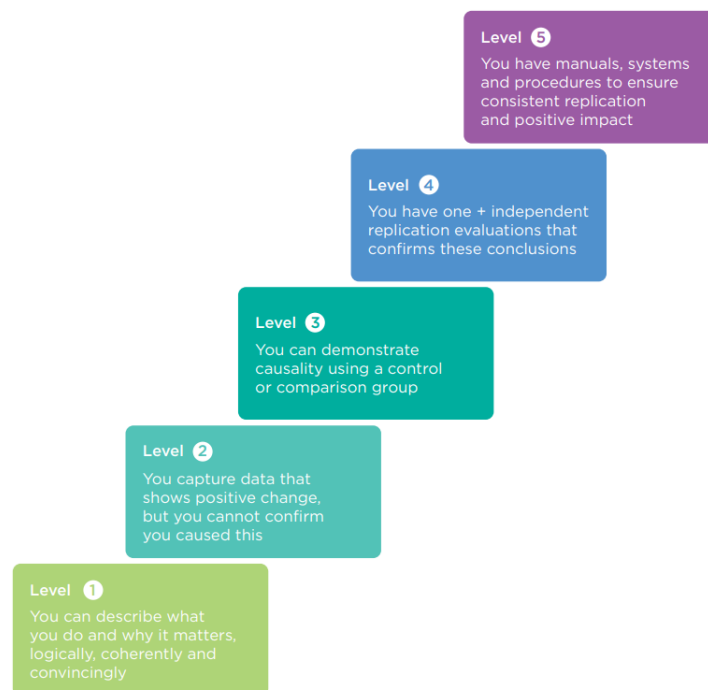 Level 5
You have manuals, systems
and procedures to ensure
consistent replication
and positive impact
Level 4
You have one + independent
replication evaluations that
confirms these conclusions
Level 3
You can demonstrate
causality using a control
or comparison group
Level 2
You capture data that
shows positive change,
but you cannot confirm
you caused this
Level 1
You can describe what
you do and why it matters,
logically, coherently and
convincingly